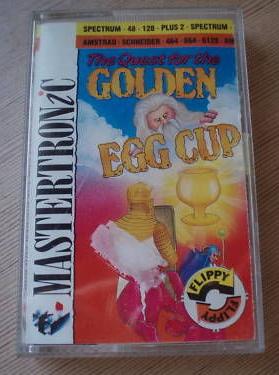 SPECTRUM · 48 · 128 · PLUS 2 · SPECTRUM ·
AMSTRAD · SCHNEIDER · 464 · 664 · 6128 · AM
MASTERTRONiC
The Quest for the
GOLDEN
EGG CUP
FLIPPY
FLIPPY